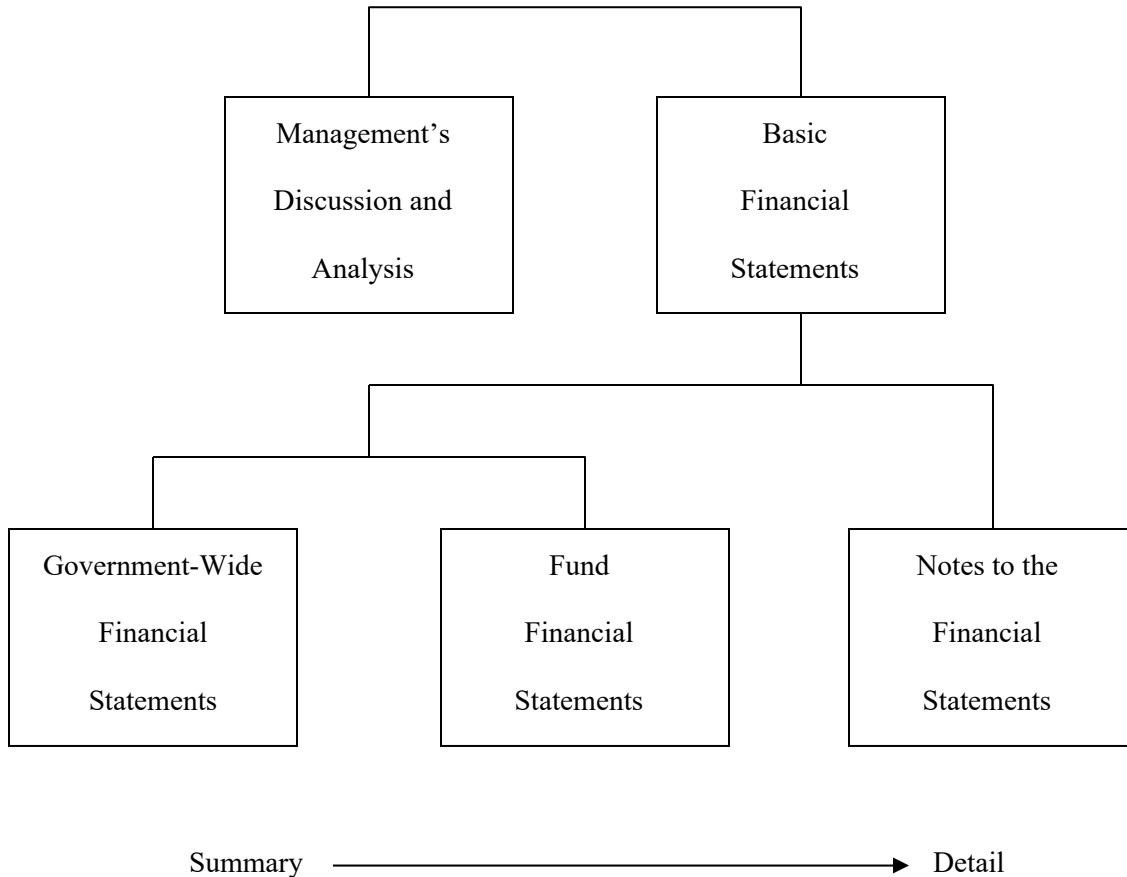 Management’s
Discussion and
Analysis
Basic
Financial
Statements
Government-Wide
Financial
Statements
Fund
Financial
Statements
Notes to the
Financial
Statements
Summary
Detail